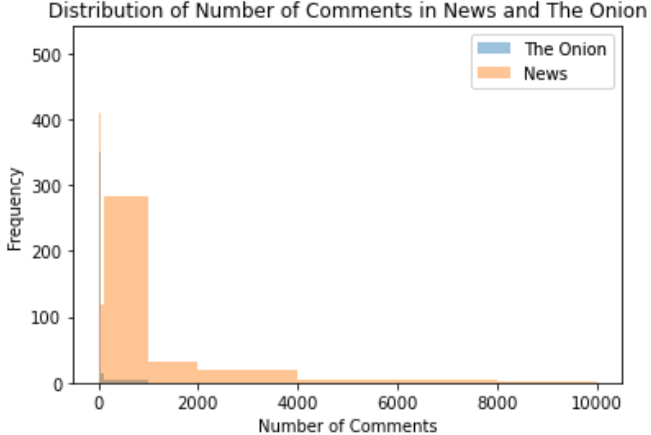 Distribution of Number of Comments in News and The Onion
The Onion
News
500
400
300
200
100
0
Frequency
0 2000 4000 6000 8000 10000
Number of Comments